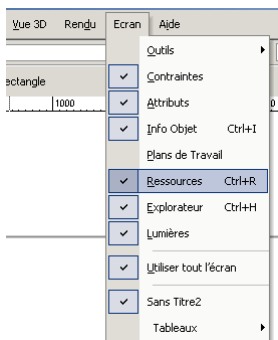 Vue 3D Rendu Ecran Aide
ectangle
1000
Outils
Contraintes
Attributs
Info Objet Ctrl+I
Plans de Travail
Ressources Ctrl+R
Explorateur Ctrl+H
Lumières
Utiliser tout l'écran
Sans Titre2
Tableaux